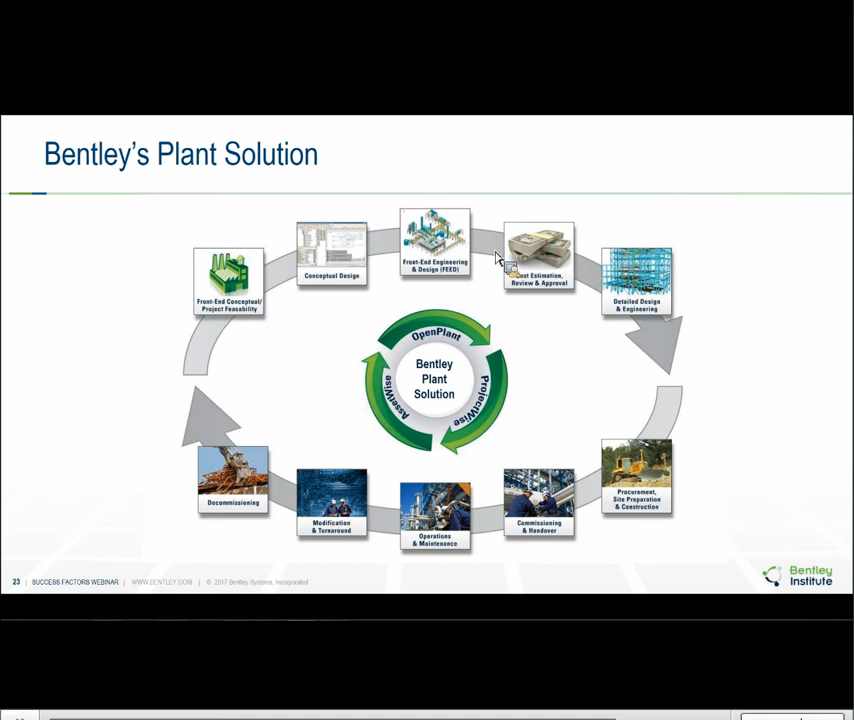 Bentley's Plant Solution
Front-End Conceptual/
Project Feasability
Conceptual Design
Front-End Engineering
& Design (FEED)
Cost Estimation,
Review & Approval
Detailed Design
& Engineering
OpenPlant
ProjectWise
AssetWise
Bentley
Plant
Solution
Decommissioning
Modification
& Turnaround
Operations
& Maintenance
Commissioning
& Handover
Procurement,
Site Preparation
& Construction
23 | SUCCESS FACTORS WEBINAR | WWW.BENTLEY.COM | © 2017 Bentley Systems, Incorporated
Bentley
Institute